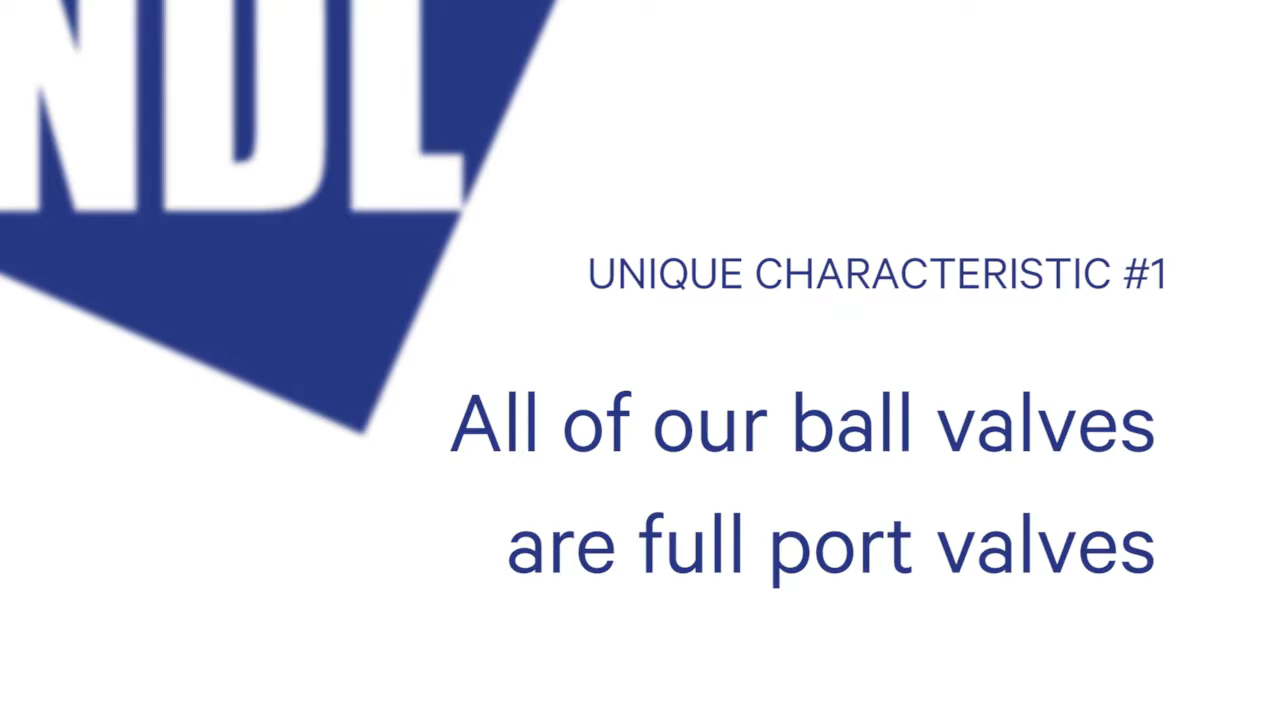 NDL
UNIQUE CHARACTERISTIC #1
All of our ball valves
are full port valves